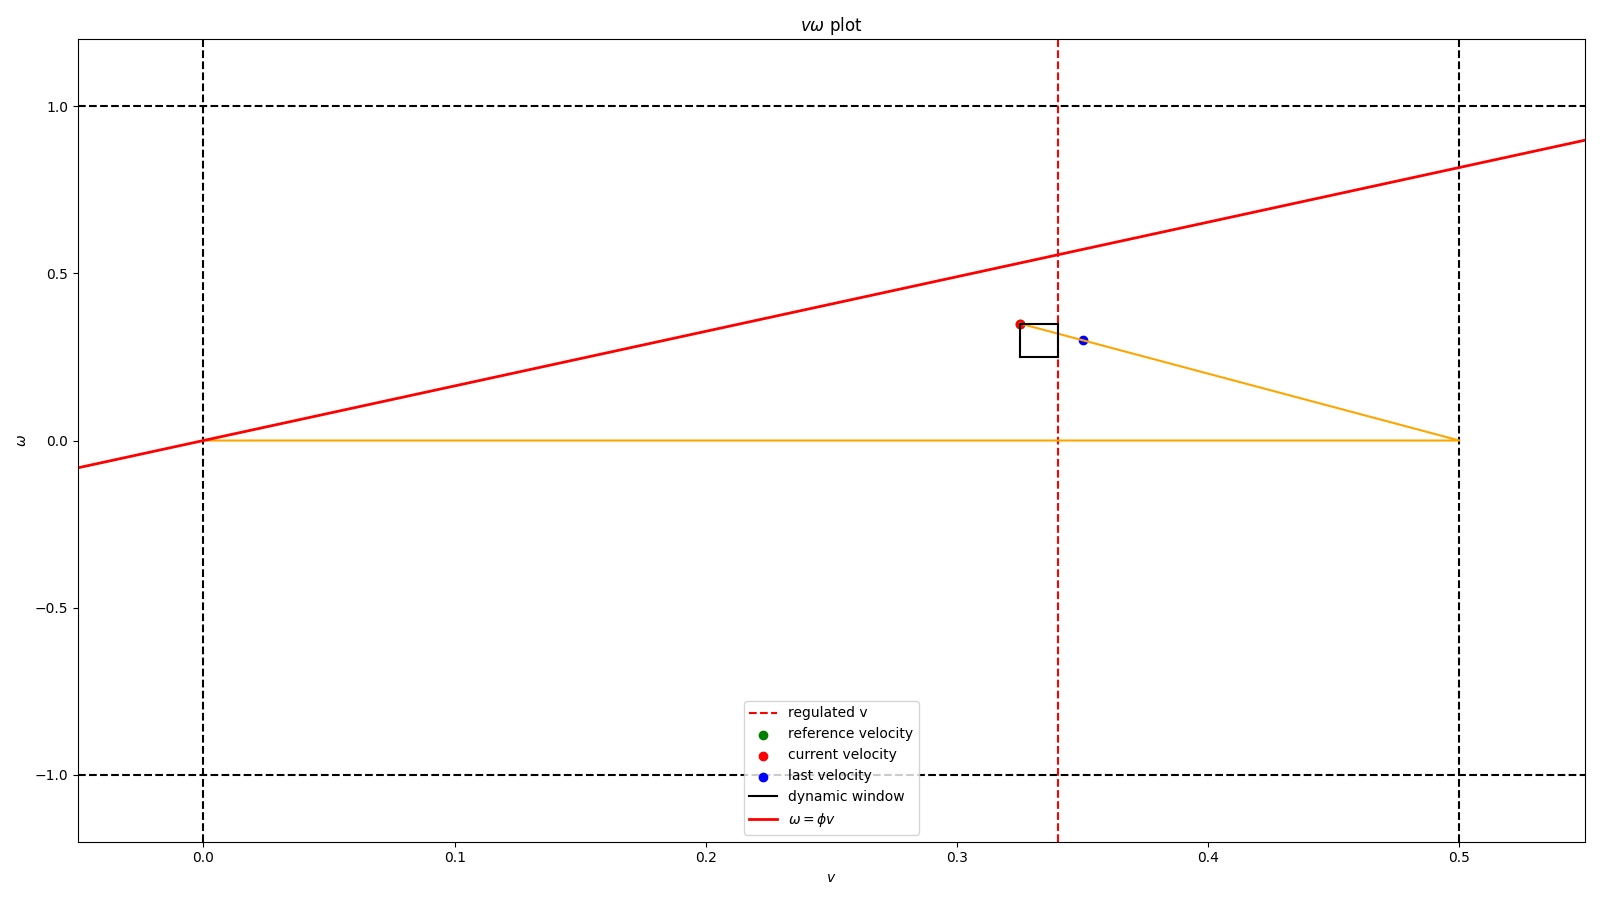 vω plot
1.0
0.5
0.0
−0.5
−1.0
ω
0.0 0.1 0.2 0.3 0.4 0.5
v
regulated v
reference velocity
current velocity
last velocity
dynamic window
ω = ϕv